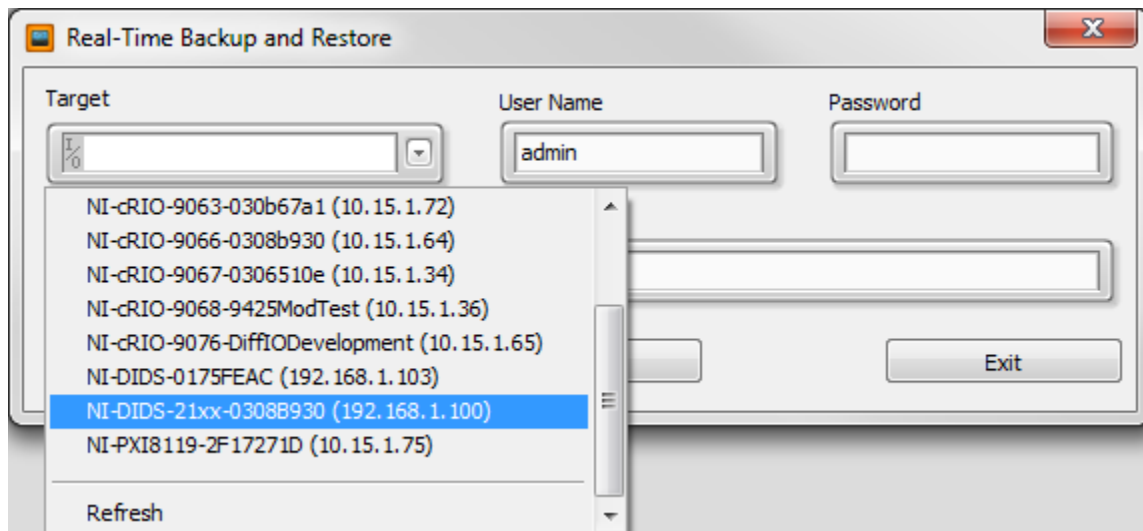 Real-Time Backup and Restore
Target
User Name
Password
I/O
admin
NI-cRIO-9063-030b67a1 (10.15.1.72)
NI-cRIO-9066-0308b930 (10.15.1.64)
NI-cRIO-9067-0306510e (10.15.1.34)
NI-cRIO-9068-9425ModTest (10.15.1.36)
NI-cRIO-9076-DiffIODevelopment (10.15.1.65)
NI-DIDS-0175FEAC (192.168.1.103)
Exit
NI-DIDS-21xx-0308B930 (192.168.1.100)
NI-PXI8119-2F17271D (10.15.1.75)
Refresh